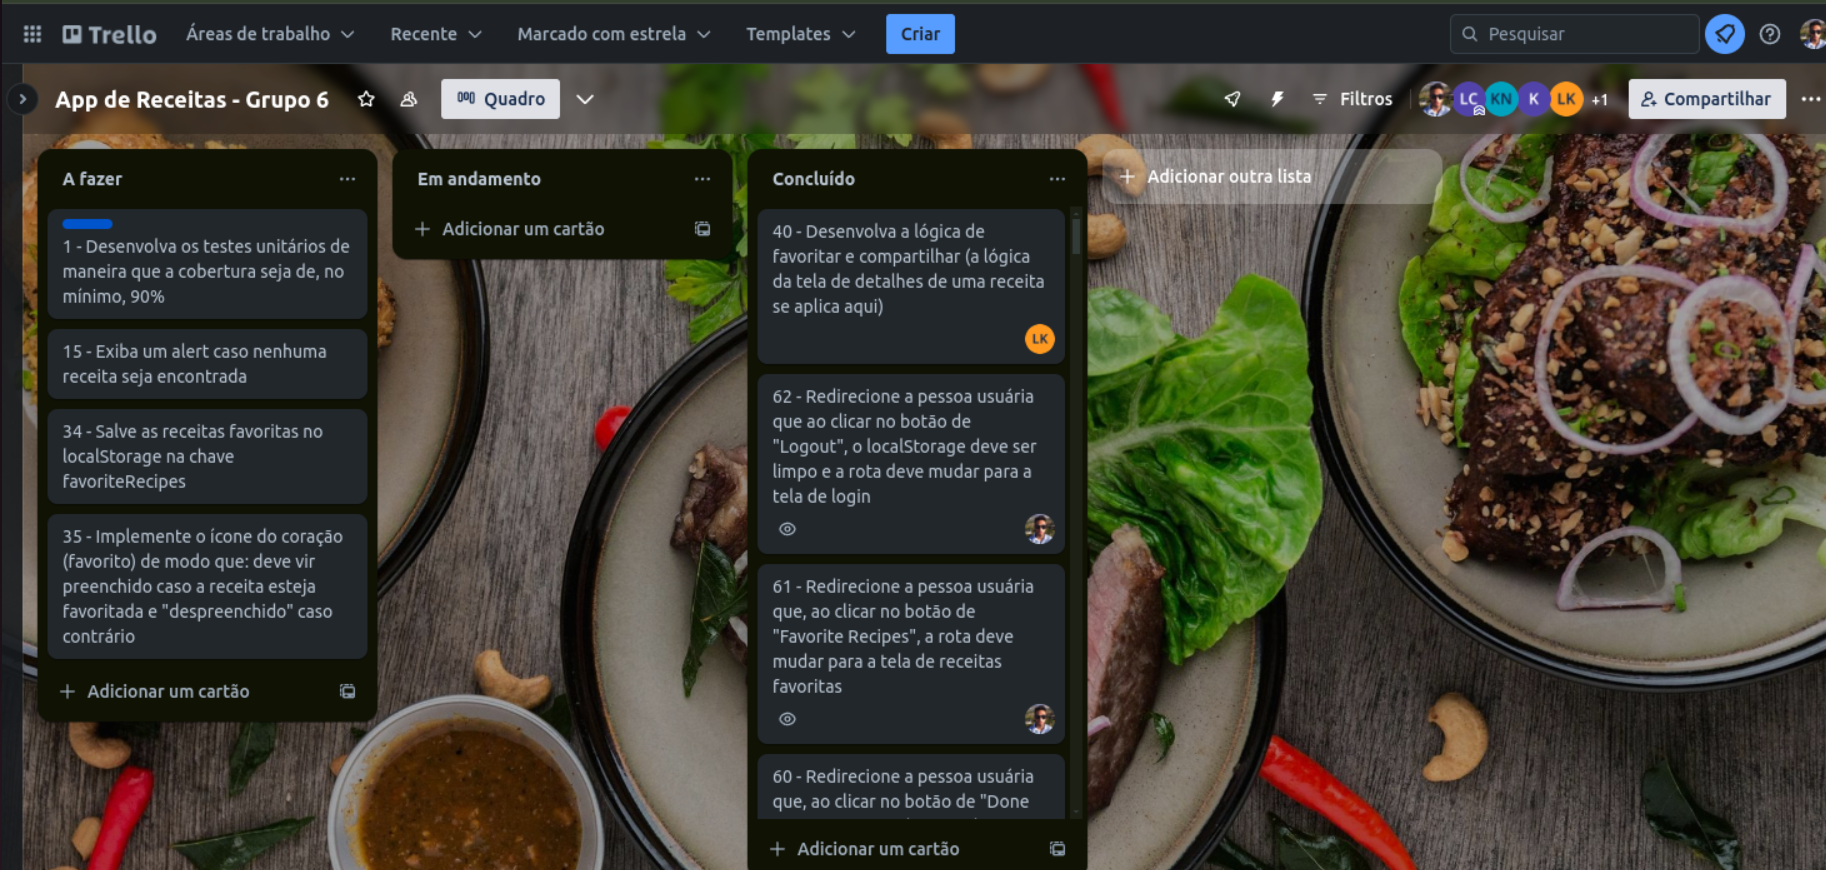 Trello
Áreas de trabalho
Recente
Marcado com estrela
Templates
Criar
Pesquisar
App de Receitas - Grupo 6
Quadro
Filtros
LC
KN
K
LK
+1
Compartilhar
A fazer
1 - Desenvolva os testes unitários de
maneira que a cobertura seja de, no
mínimo, 90%
15 - Exiba um alert caso nenhuma
receita seja encontrada
34 - Salve as receitas favoritas no
localStorage na chave
favoriteRecipes
35 - Implemente o ícone do coração
(favorito) de modo que: deve vir
preenchido caso a receita esteja
favoritada e "despreenchido" caso
contrário
+ Adicionar um cartão
Em andamento
+ Adicionar um cartão
Concluído
40 - Desenvolva a lógica de
favoritar e compartilhar (a lógica
da tela de detalhes de uma receita
se aplica aqui)
LK
62 - Redirecione a pessoa usuária
que ao clicar no botão de
"Logout", o localStorage deve ser
limpo e a rota deve mudar para a
tela de login
61 - Redirecione a pessoa usuária
que, ao clicar no botão de
"Favorite Recipes", a rota deve
mudar para a tela de receitas
favoritas
60 - Redirecione a pessoa usuária
que, ao clicar no botão de "Done
+ Adicionar um cartão
+ Adicionar outra lista